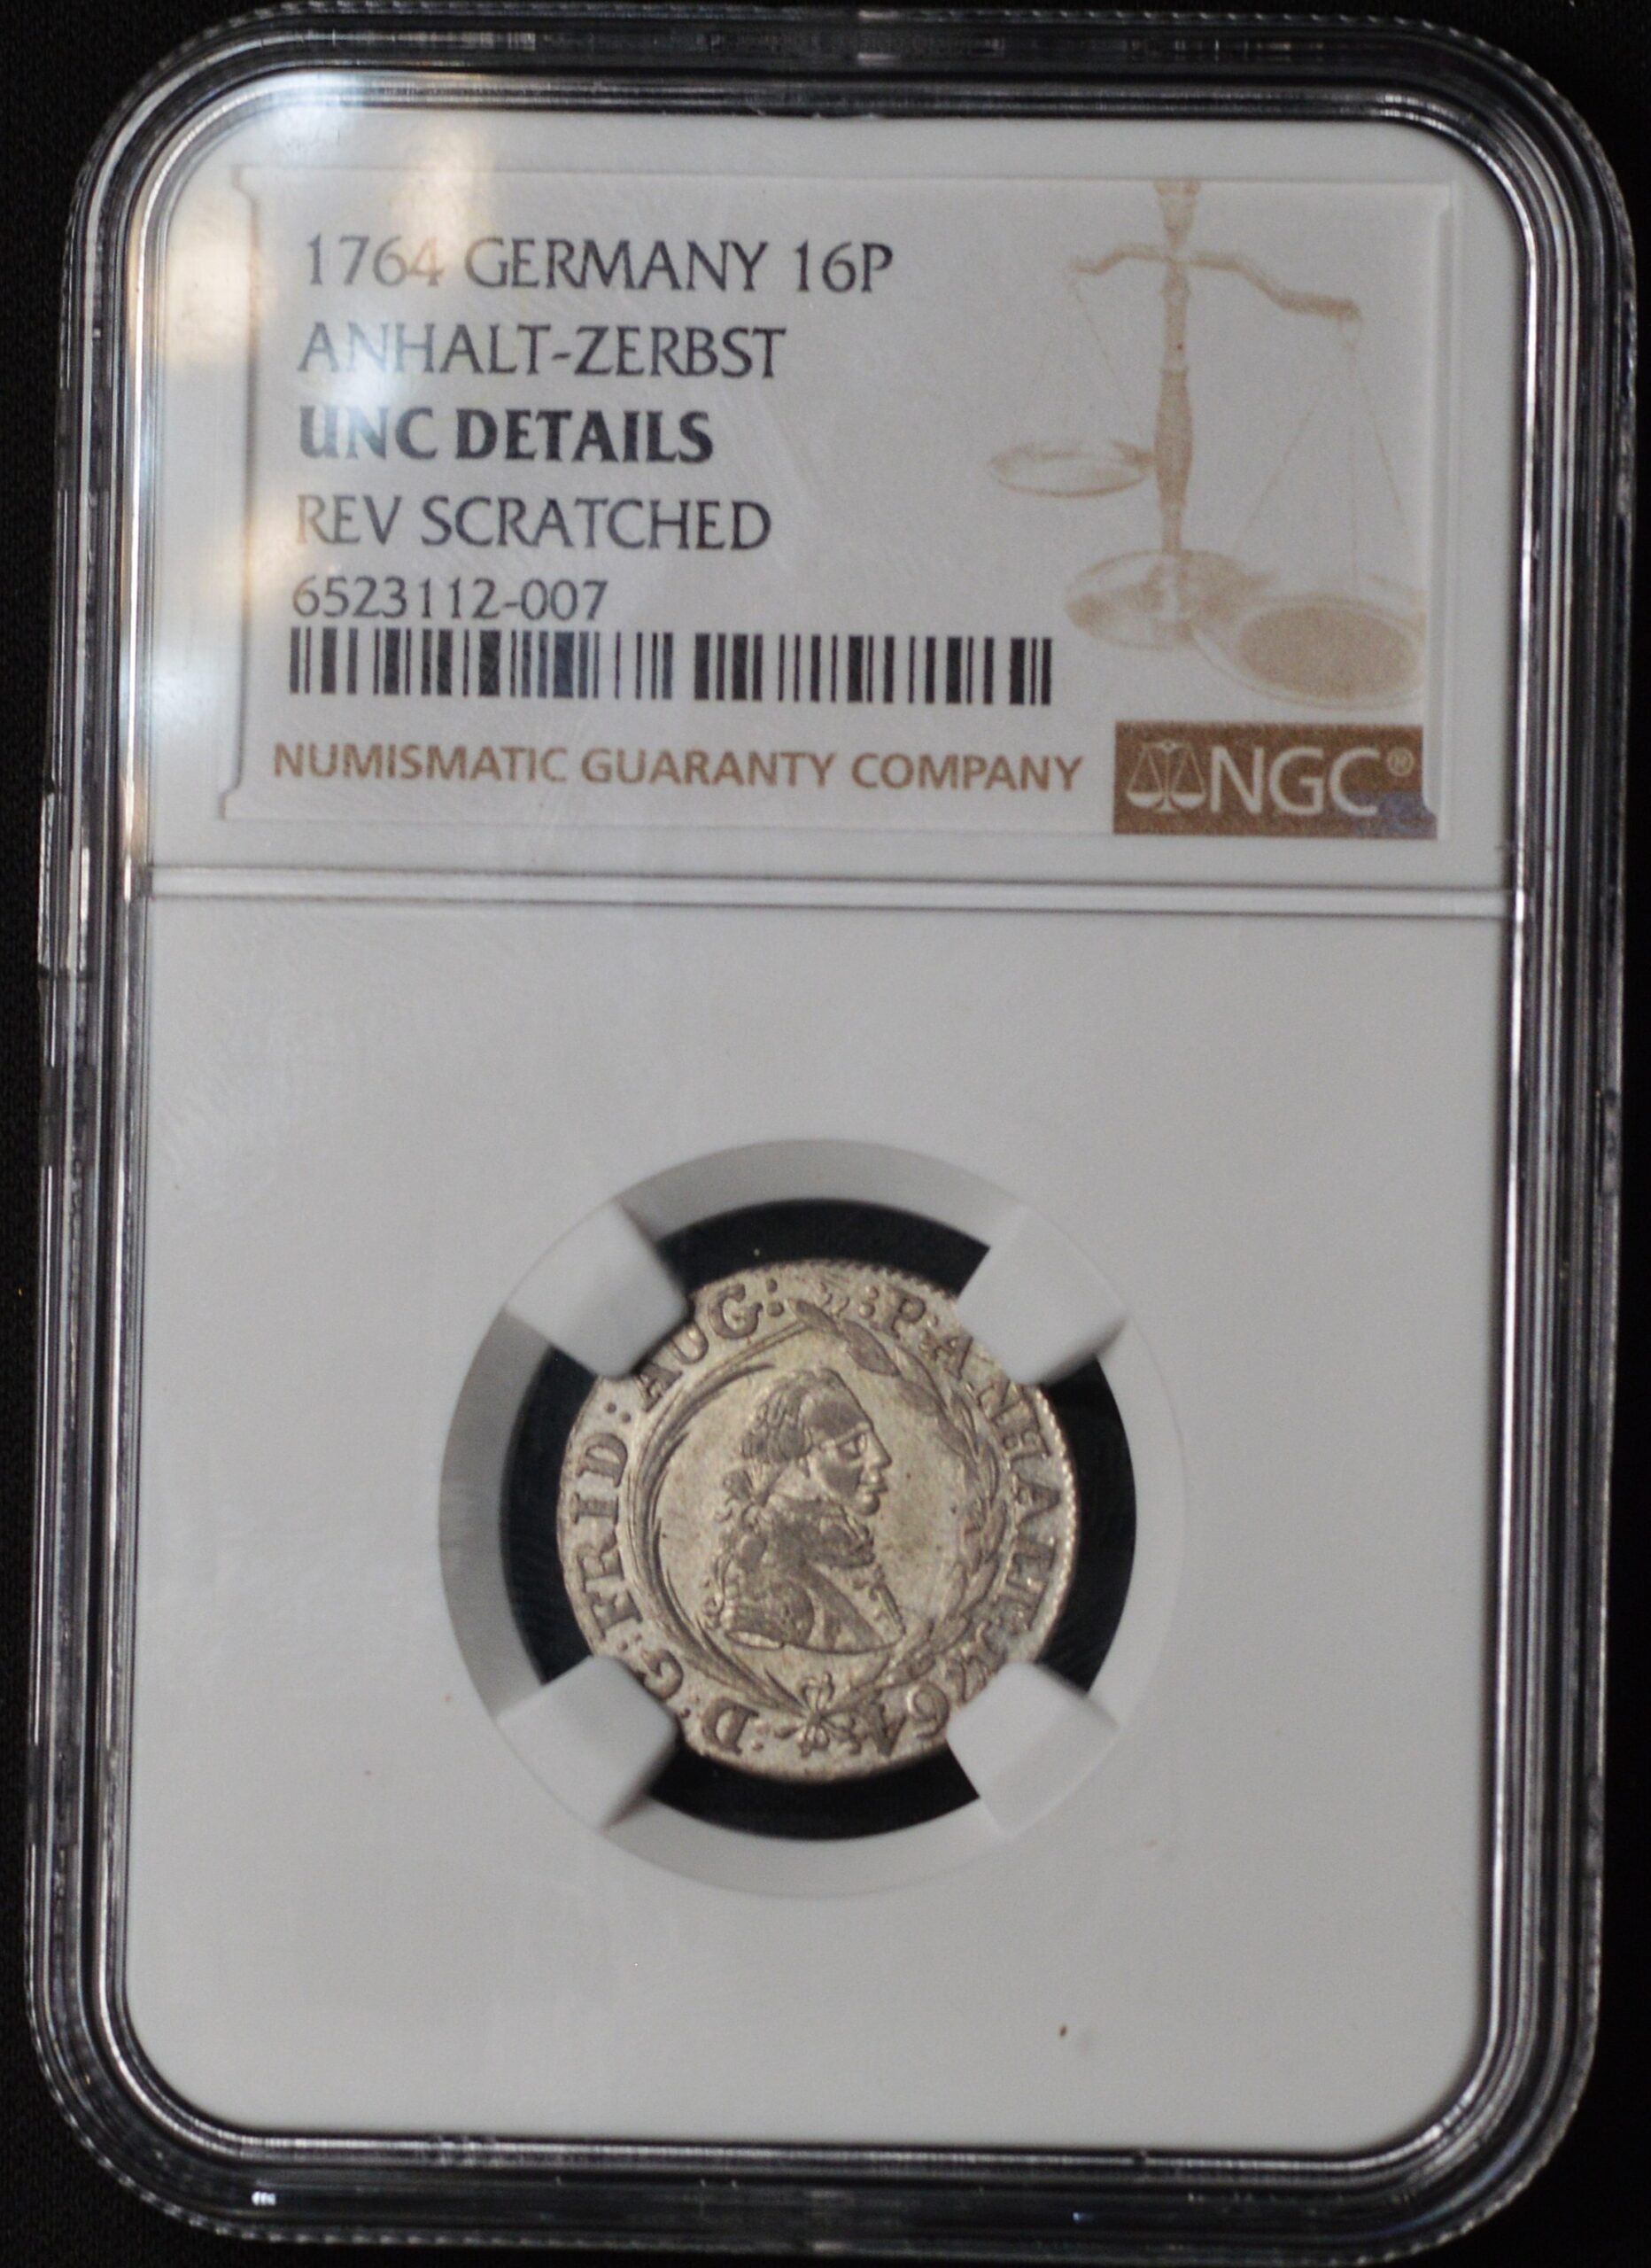 1764 GERMANY 16P
ANHALT-ZERBST
UNC DETAILS
REV SCRATCHED
6523112-007
NUMISMATIC GUARANTY COMPANY
NGC®
D:G:FRID:AUG: P:ANHALT 1764